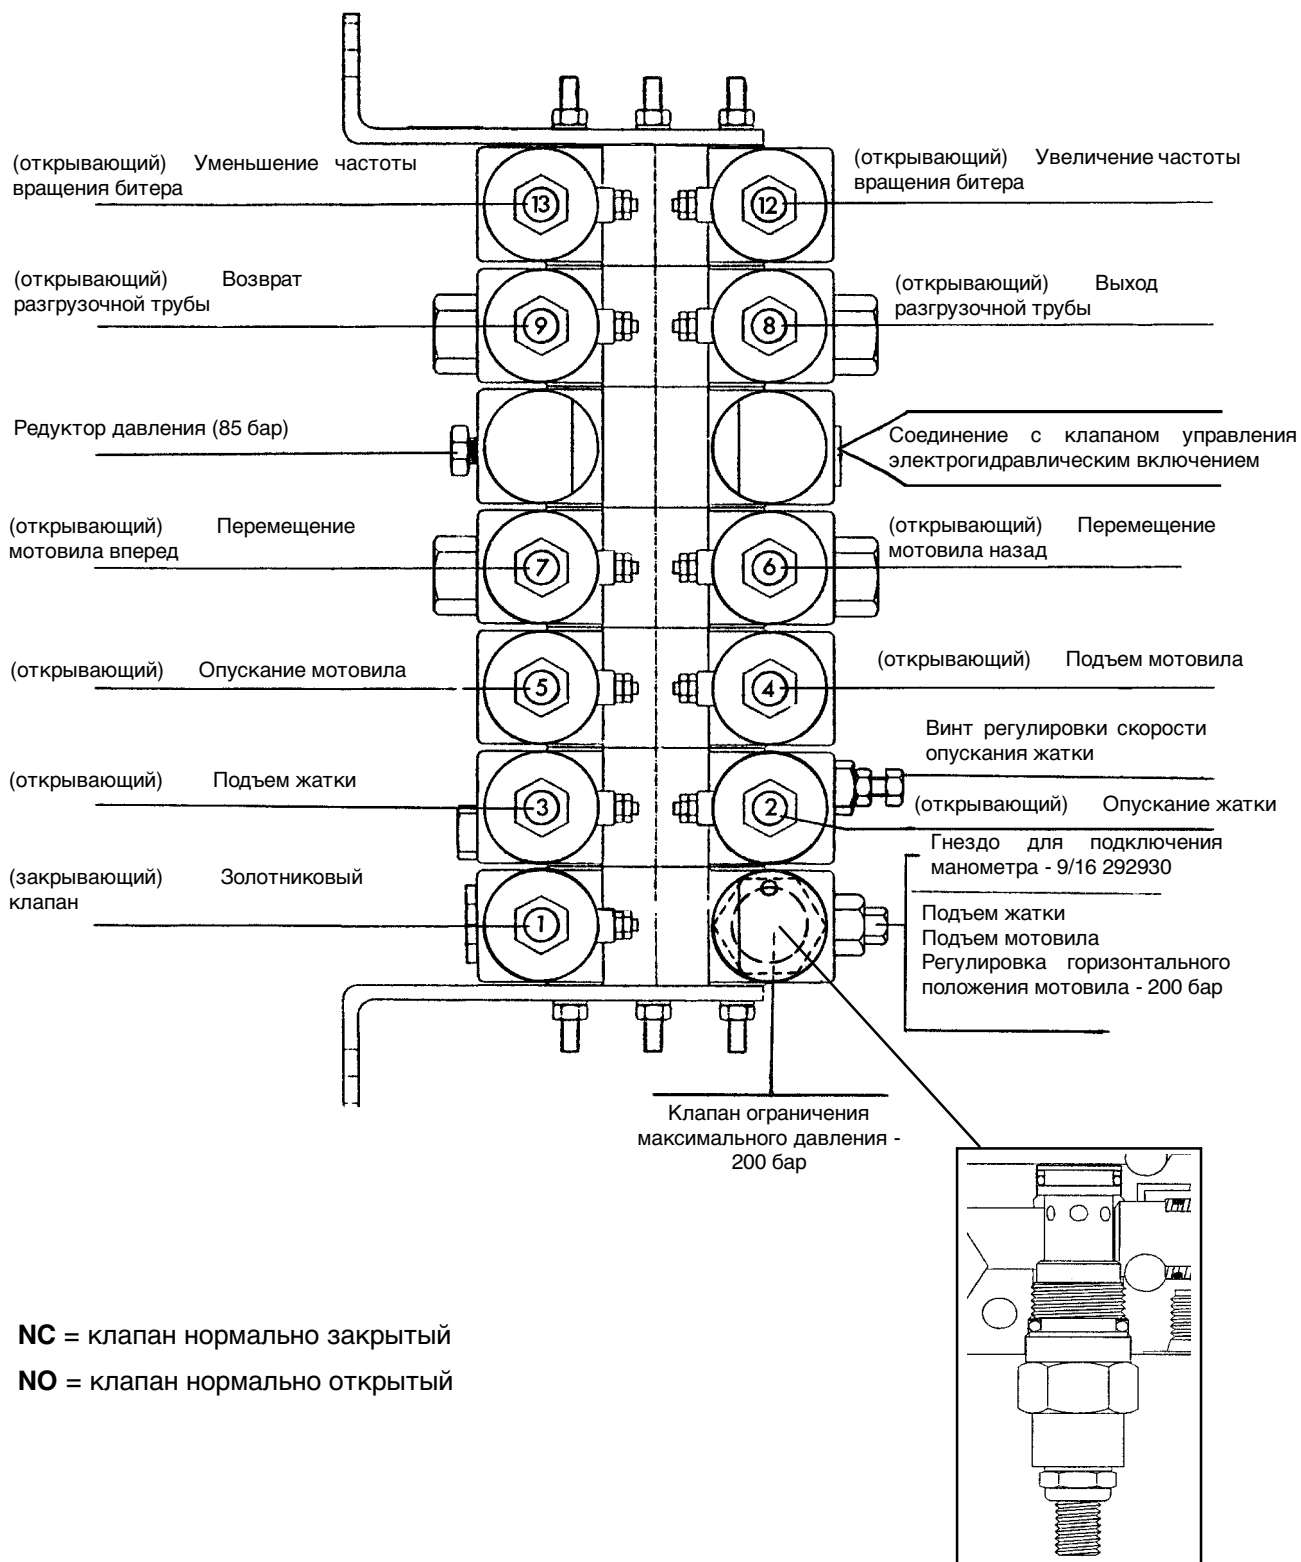 (открывающий) Уменьшение частоты
вращения битера
(открывающий) Увеличение частоты
вращения битера
13
12
(открывающий) Возврат
разгрузочной трубы
(открывающий) Выход
разгрузочной трубы
9
8
Редуктор давления (85 бар)
Соединение с клапаном управления
электрогидравлическим включением
(открывающий) Перемещение
мотовила вперед
(открывающий) Перемещение
мотовила назад
7
6
(открывающий) Опускание мотовила
(открывающий) Подъем мотовила
5
4
Винт регулировки скорости
опускания жатки
(открывающий) Подъем жатки
(открывающий) Опускание жатки
3
2
Гнездо для подключения
манометра - 9/16 292930
(закрывающий) Золотниковый
клапан
1
Подъем жатки
Подъем мотовила
Регулировка горизонтального
положения мотовила - 200 бар
Клапан ограничения
максимального давления -
200 бар
NC = клапан нормально закрытый
NO = клапан нормально открытый